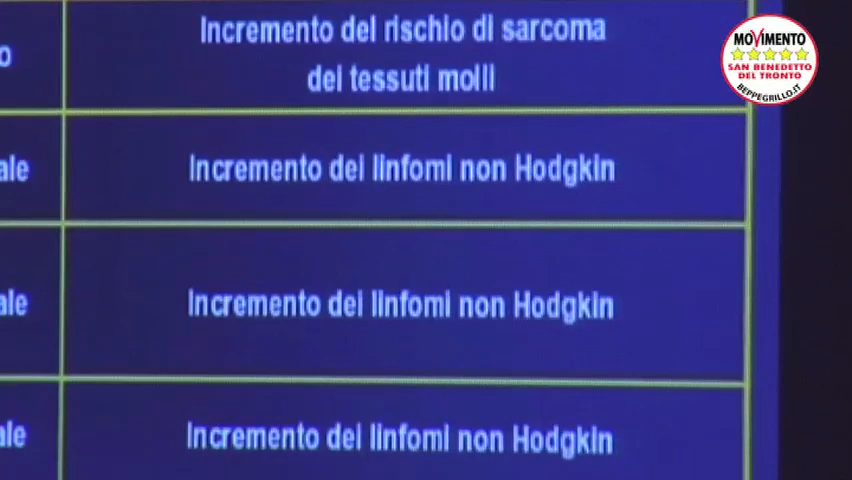 Incremento del rischio di sarcoma
dei tessuti molli
o
ale
Incremento dei linfomi non Hodgkin
ale
Incremento dei linfomi non Hodgkin
ale
Incremento dei linfomi non Hodgkin
MOVIMENTO
SAN BENEDETTO
DEL TRONTO
BEPPEGRILLO.IT